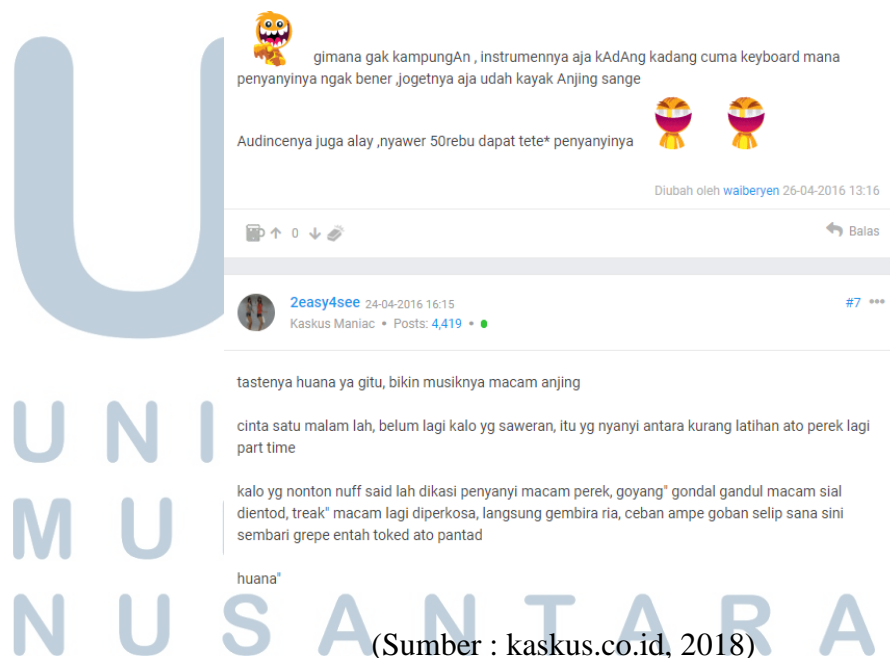 gimana gak kampungAn , instrumennya aja kAdAng kadang cuma keyboard mana
penyanyinya ngak bener ,jogetnya aja udah kayak Anjing sange
Audincenya juga alay ,nyawer 50rebu dapat tete* penyanyinya
Diubah oleh waiberyen 26-04-2016 13:16
0
Balas
2easy4see 24-04-2016 16:15
#7
Kaskus Maniac • Posts: 4,419 •
tastenya huana ya gitu, bikin musiknya macam anjing
cinta satu malam lah, belum lagi kalo yg saweran, itu yg nyanyi antara kurang latihan ato perek lagi
part time
kalo yg nonton nuff said lah dikasi penyanyi macam perek, goyang" gondal gandul macam sial
dientod, treak" macam lagi diperkosa, langsung gembira ria, ceban ampe goban selip sana sini
sembari grepe entah toked ato pantad
huana"
U
UNI
MU
NUSANTARA
(Sumber : kaskus.co.id, 2018)